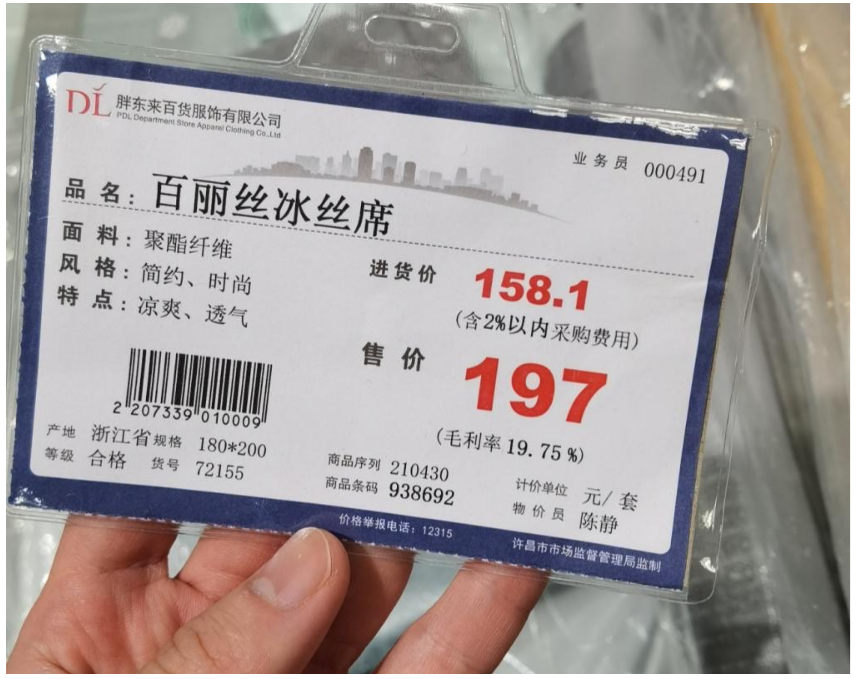 DL 胖东来百货服饰有限公司
PDL Department Store Apparel Clothing Co.,Ltd
业务员 000491
品名: 百丽丝冰丝席
面料: 聚酯纤维
风格: 简约、时尚
特点: 凉爽、透气
进货价 158.1
(含2%以内采购费用)
售价 197
(毛利率19.75%)
2 207339 010009
产地 浙江省 规格 180*200
等级 合格 货号 72155
商品序列 210430
商品条码 938692
计价单位 元/套
物价员 陈静
价格举报电话: 12315
许昌市市场监督管理局监制